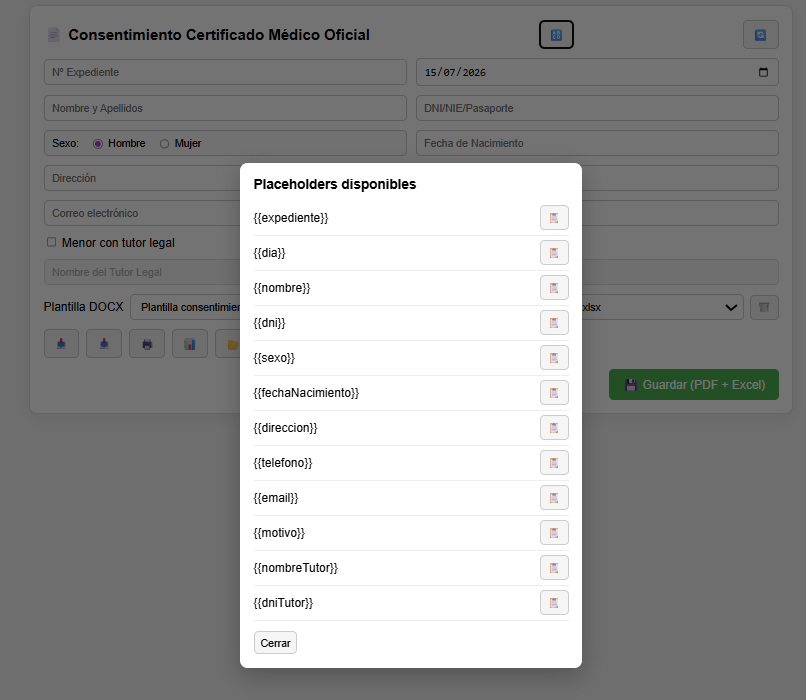 Consentimiento Certificado Médico Oficial
Nº Expediente
15/07/2026
Nombre y Apellidos
DNI/NIE/Pasaporte
Sexo: Hombre Mujer
Fecha de Nacimiento
Dirección
Correo electrónico
Menor con tutor legal
Nombre del Tutor Legal
Plantilla DOCX
Plantilla consentimien
xlsx
Guardar (PDF + Excel)
Placeholders disponibles
{{expediente}}
{{dia}}
{{nombre}}
{{dni}}
{{sexo}}
{{fechaNacimiento}}
{{direccion}}
{{telefono}}
{{email}}
{{motivo}}
{{nombreTutor}}
{{dniTutor}}
Cerrar